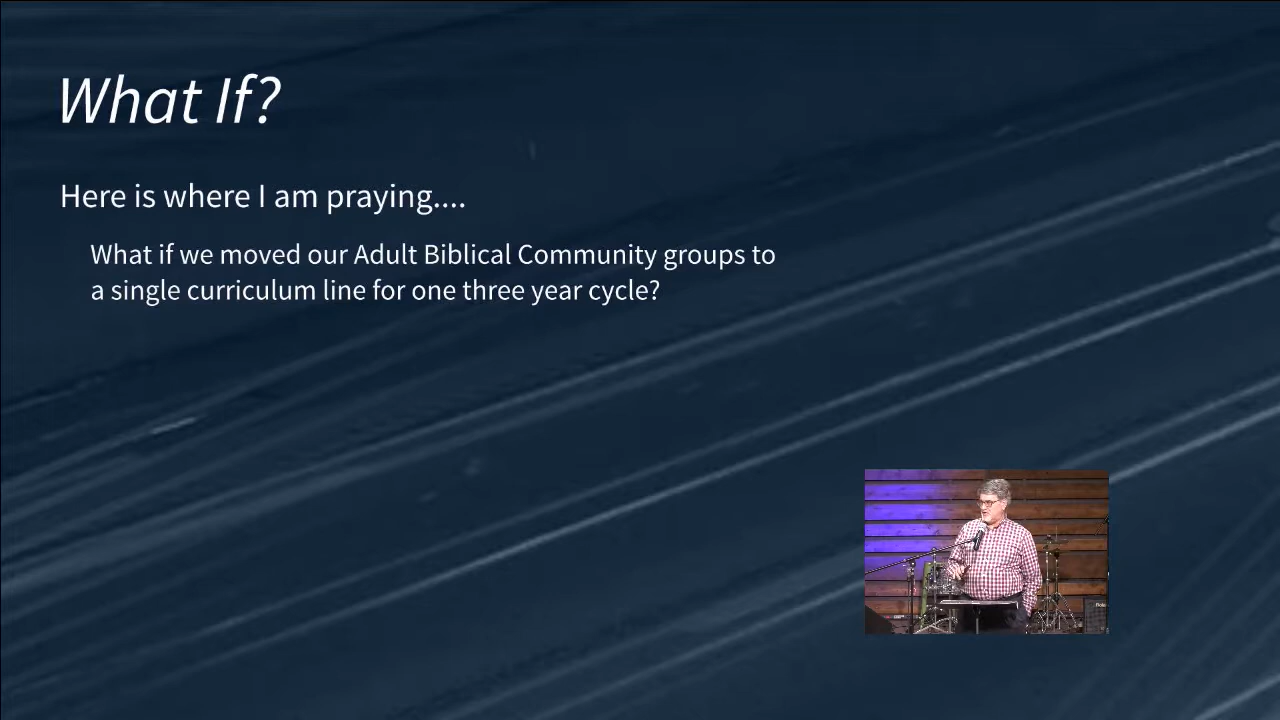 What If?
Here is where I am praying....
What if we moved our Adult Biblical Community groups to
a single curriculum line for one three year cycle?